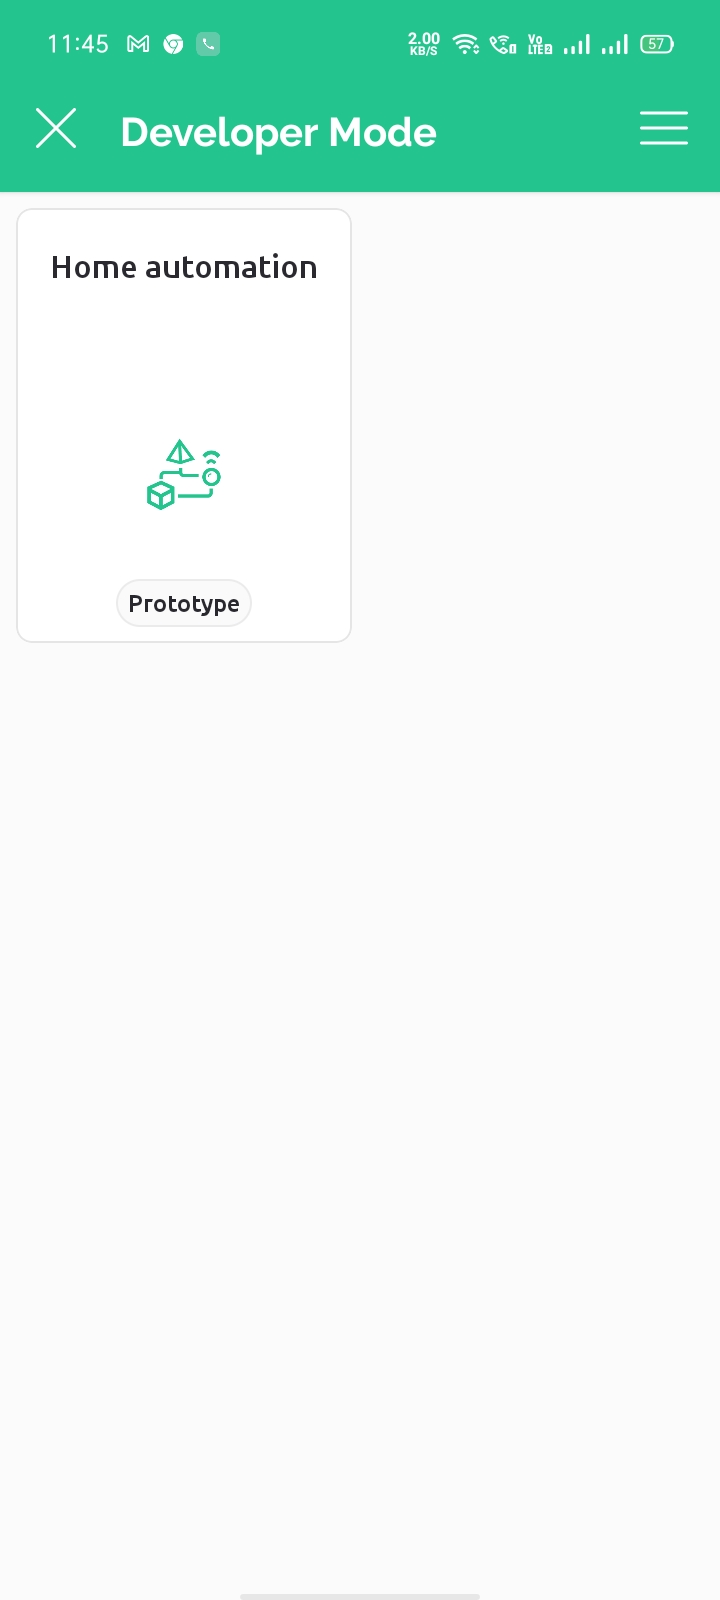 11:45 2.00 KB/S Vo LTE2 57
Developer Mode
Home automation
Prototype